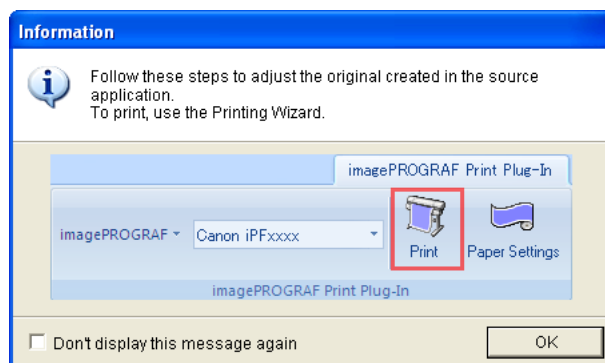 Information
Follow these steps to adjust the original created in the source
application.
To print, use the Printing Wizard.
imagePROGRAF Print Plug-In
imagePROGRAF
Canon iPFxxxx
Print
Paper Settings
imagePROGRAF Print Plug-In
Don't display this message again
OK